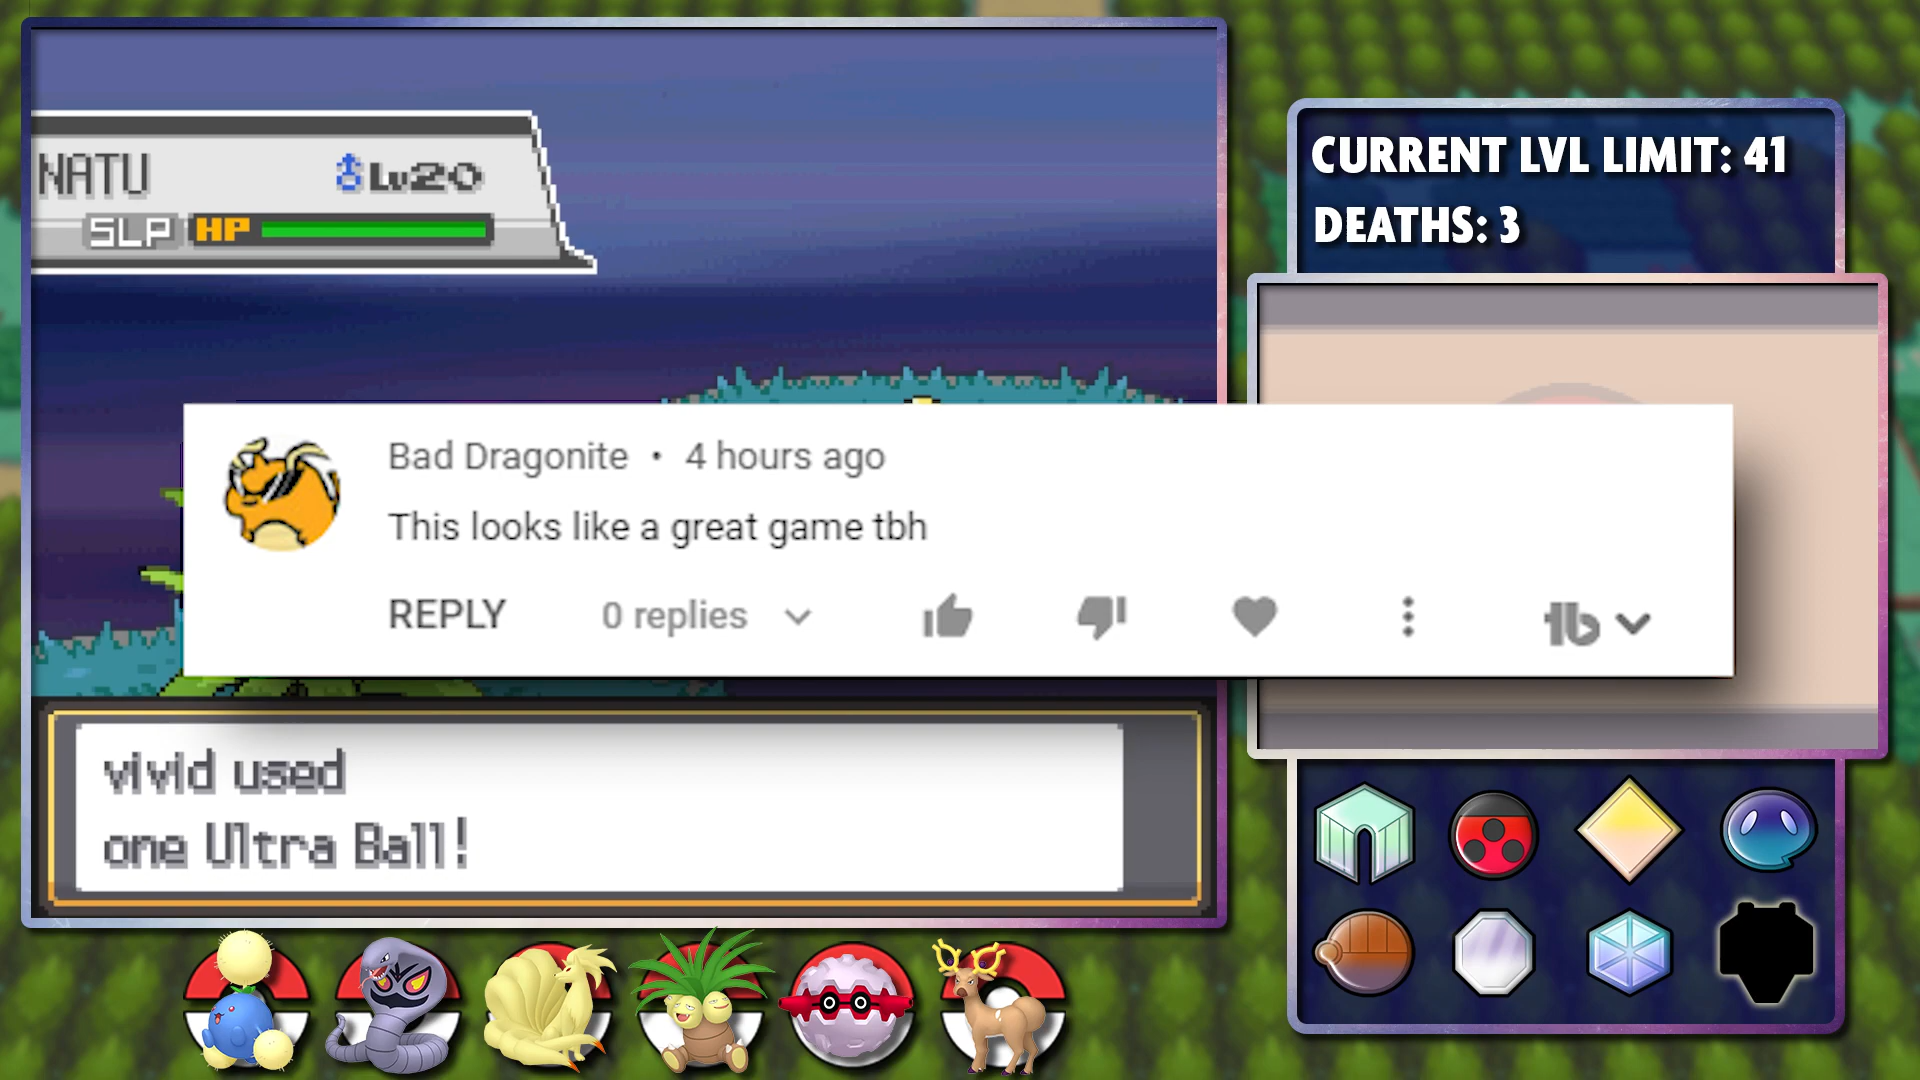 NATU ♂Lv20
SLP HP
CURRENT LVL LIMIT: 41
DEATHS: 3
Bad Dragonite • 4 hours ago
This looks like a great game tbh
REPLY 0 replies
tb
vivid used
one Ultra Ball!